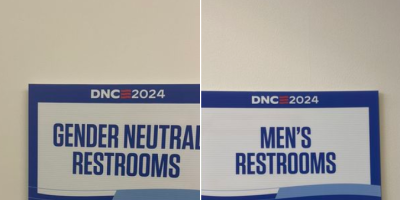 DNC 2024
GENDER NEUTRAL
RESTROOMS
DNC 2024
MEN'S
RESTROOMS